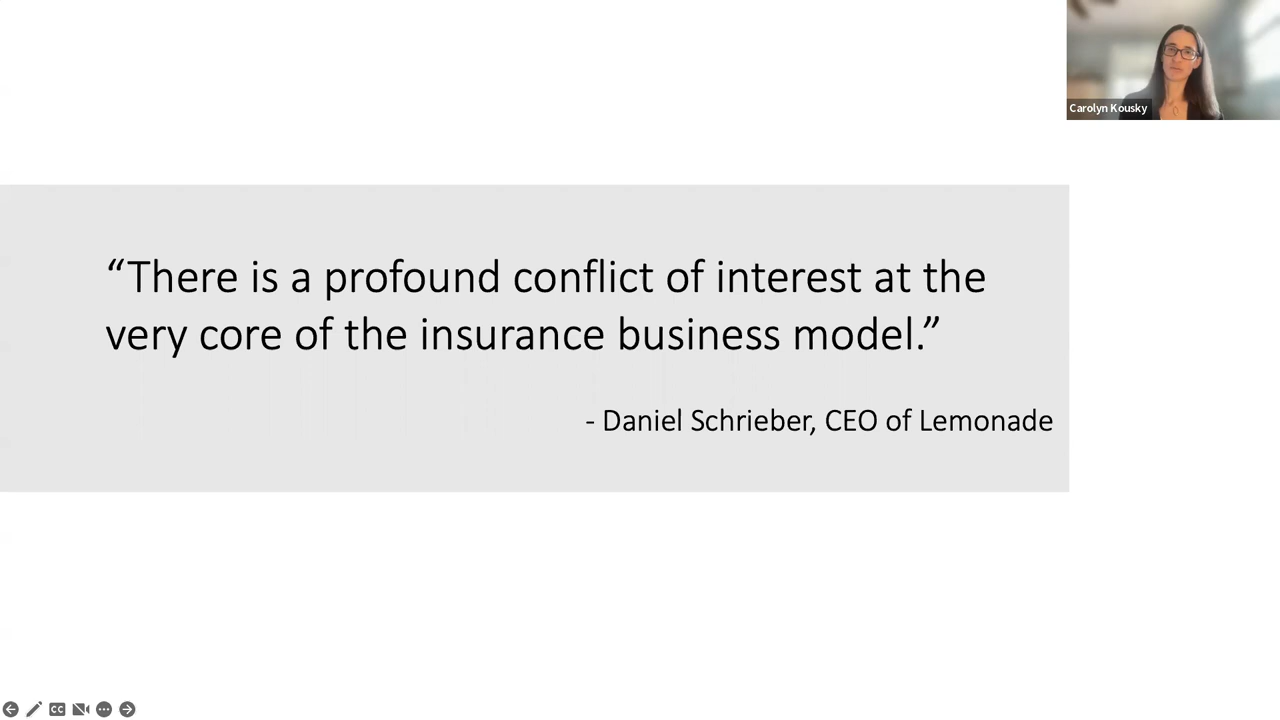 Carolyn Kousky
“There is a profound conflict of interest at the
very core of the insurance business model.”
- Daniel Schrieber, CEO of Lemonade
CC